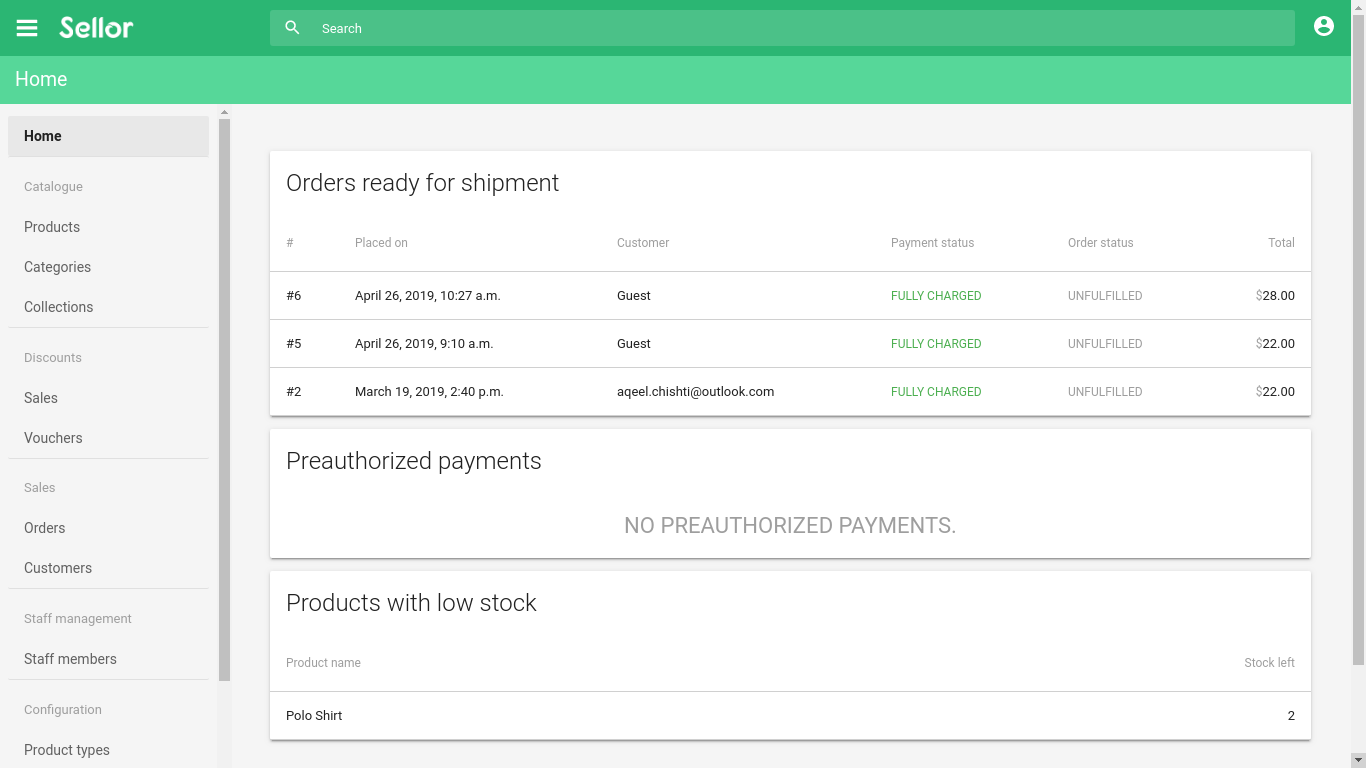 Sellor
Search
Home
Home
Catalogue
Products
Categories
Collections
Discounts
Sales
Vouchers
Sales
Orders
Customers
Staff management
Staff members
Configuration
Product types
Orders ready for shipment
# Placed on Customer Payment status Order status Total
#6 April 26, 2019, 10:27 a.m. Guest FULLY CHARGED UNFULFILLED $28.00
#5 April 26, 2019, 9:10 a.m. Guest FULLY CHARGED UNFULFILLED $22.00
#2 March 19, 2019, 2:40 p.m. aqeel.chishti@outlook.com FULLY CHARGED UNFULFILLED $22.00
Preauthorized payments
NO PREAUTHORIZED PAYMENTS.
Products with low stock
Product name Stock left
Polo Shirt 2